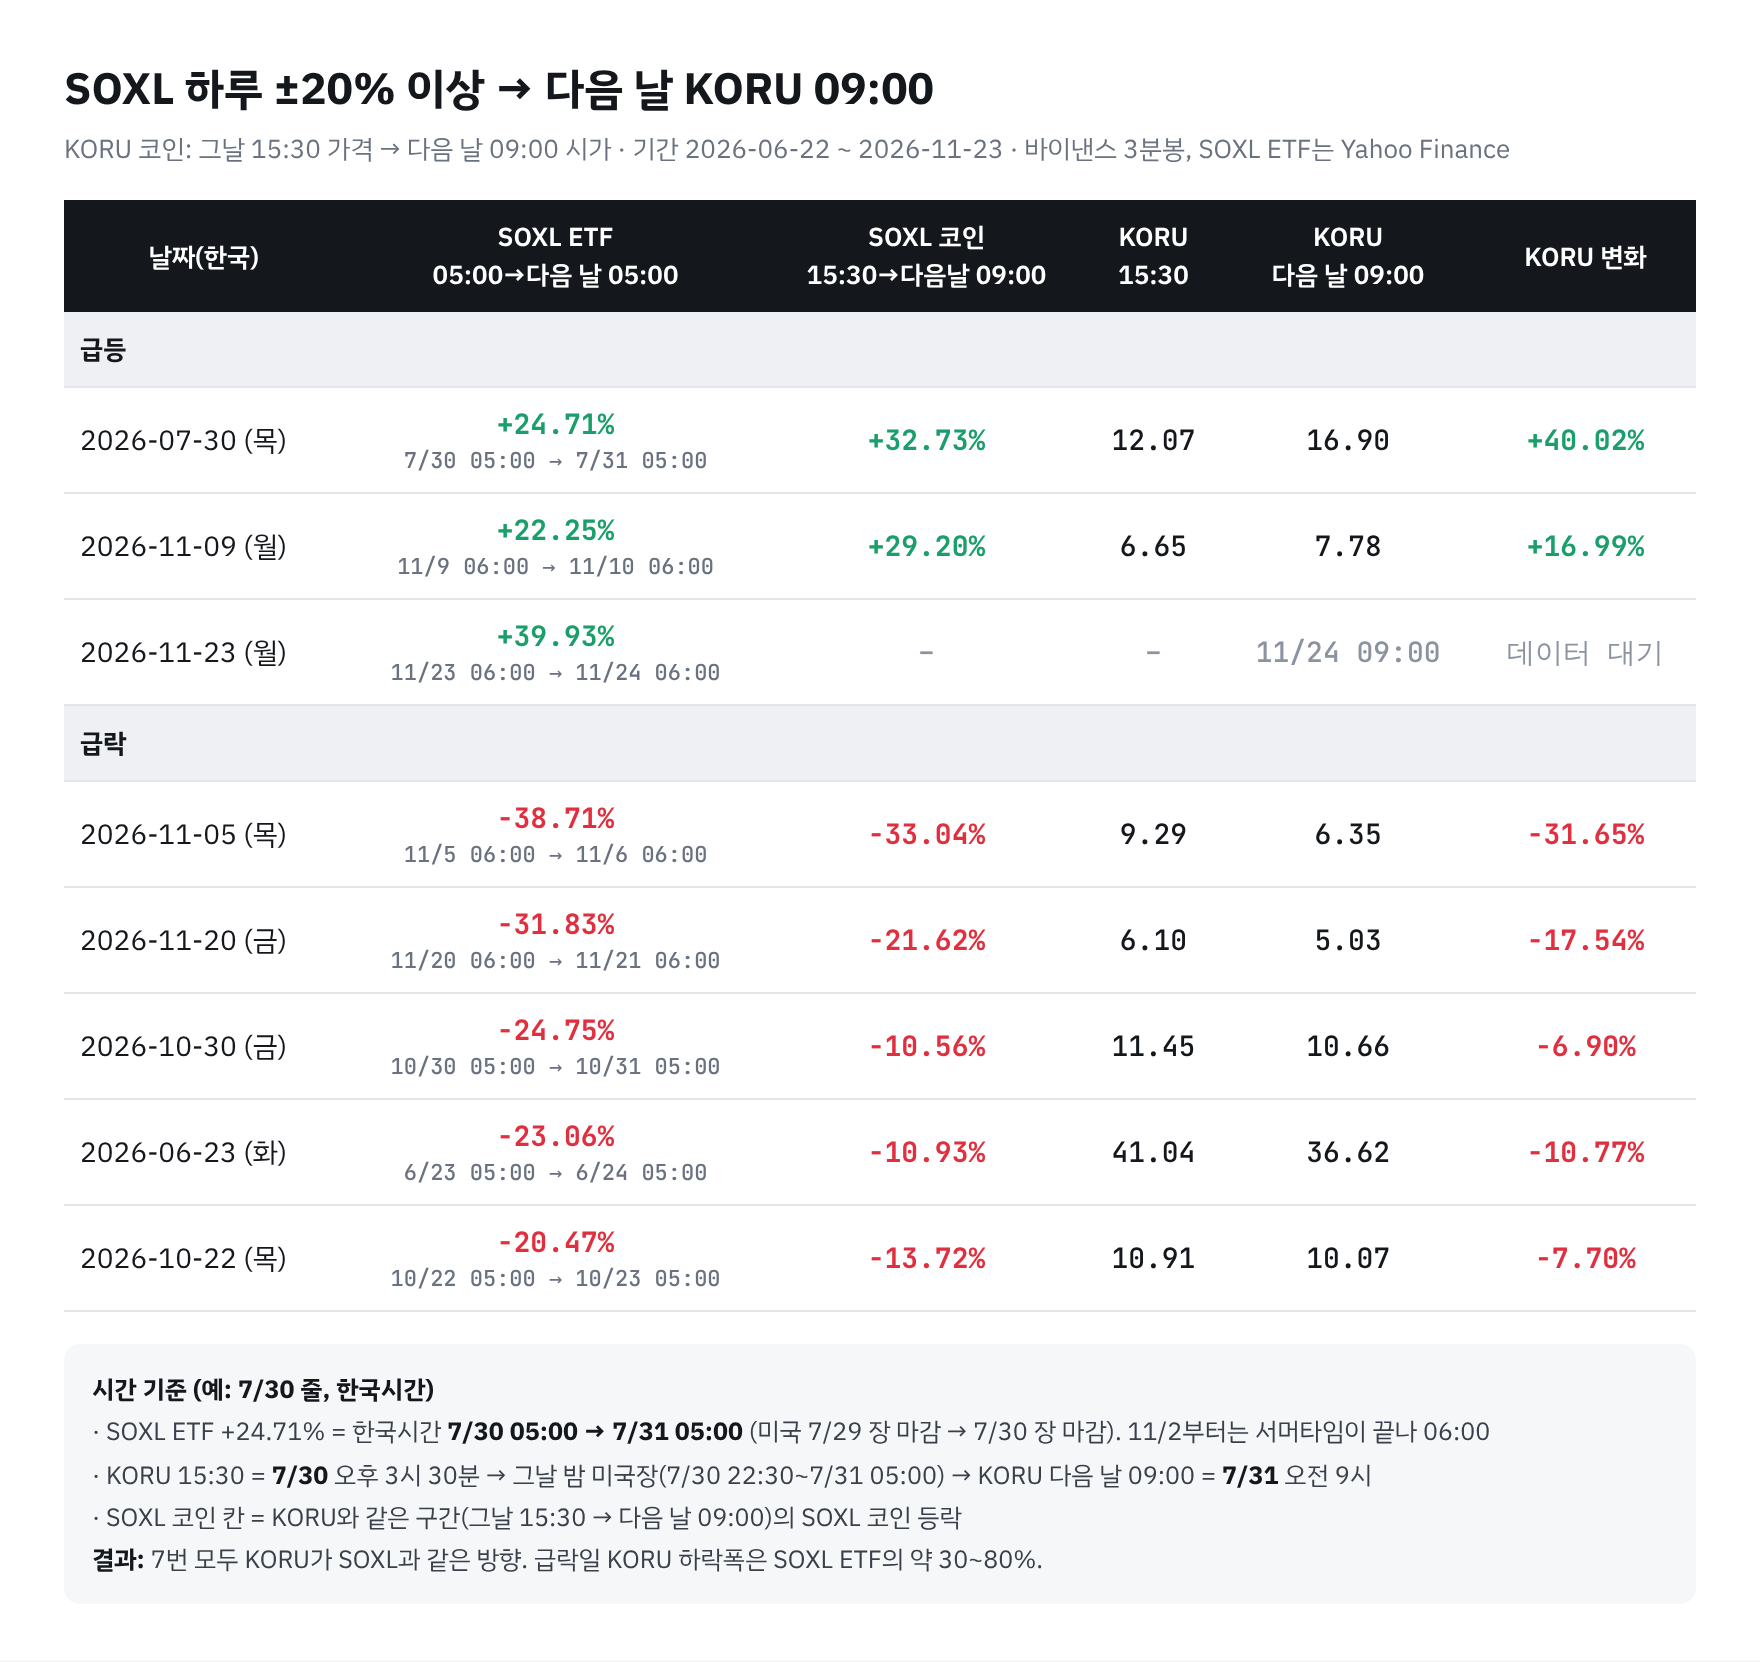 SOXL 하루 ±20% 이상 → 다음 날 KORU 09:00
KORU 코인: 그날 15:30 가격 → 다음 날 09:00 시가 · 기간 2026-06-22 ~ 2026-11-23 · 바이낸스 3분봉, SOXL ETF는 Yahoo Finance
날짜(한국)
SOXL ETF
05:00→다음 날 05:00
SOXL 코인
15:30→다음날 09:00
KORU
15:30
KORU
다음 날 09:00
KORU 변화
급등
2026-07-30 (목)
+24.71%
7/30 05:00 → 7/31 05:00
+32.73%
12.07
16.90
+40.02%
2026-11-09 (월)
+22.25%
11/9 06:00 → 11/10 06:00
+29.20%
6.65
7.78
+16.99%
2026-11-23 (월)
+39.93%
11/23 06:00 → 11/24 06:00
–
–
11/24 09:00
데이터 대기
급락
2026-11-05 (목)
-38.71%
11/5 06:00 → 11/6 06:00
-33.04%
9.29
6.35
-31.65%
2026-11-20 (금)
-31.83%
11/20 06:00 → 11/21 06:00
-21.62%
6.10
5.03
-17.54%
2026-10-30 (금)
-24.75%
10/30 05:00 → 10/31 05:00
-10.56%
11.45
10.66
-6.90%
2026-06-23 (화)
-23.06%
6/23 05:00 → 6/24 05:00
-10.93%
41.04
36.62
-10.77%
2026-10-22 (목)
-20.47%
10/22 05:00 → 10/23 05:00
-13.72%
10.91
10.07
-7.70%
시간 기준 (예: 7/30 줄, 한국시간)
· SOXL ETF +24.71% = 한국시간 7/30 05:00 → 7/31 05:00 (미국 7/29 장 마감 → 7/30 장 마감). 11/2부터는 서머타임이 끝나 06:00
· KORU 15:30 = 7/30 오후 3시 30분 → 그날 밤 미국장(7/30 22:30~7/31 05:00) → KORU 다음 날 09:00 = 7/31 오전 9시
· SOXL 코인 칸 = KORU와 같은 구간(그날 15:30 → 다음 날 09:00)의 SOXL 코인 등락
결과: 7번 모두 KORU가 SOXL과 같은 방향. 급락일 KORU 하락폭은 SOXL ETF의 약 30~80%.